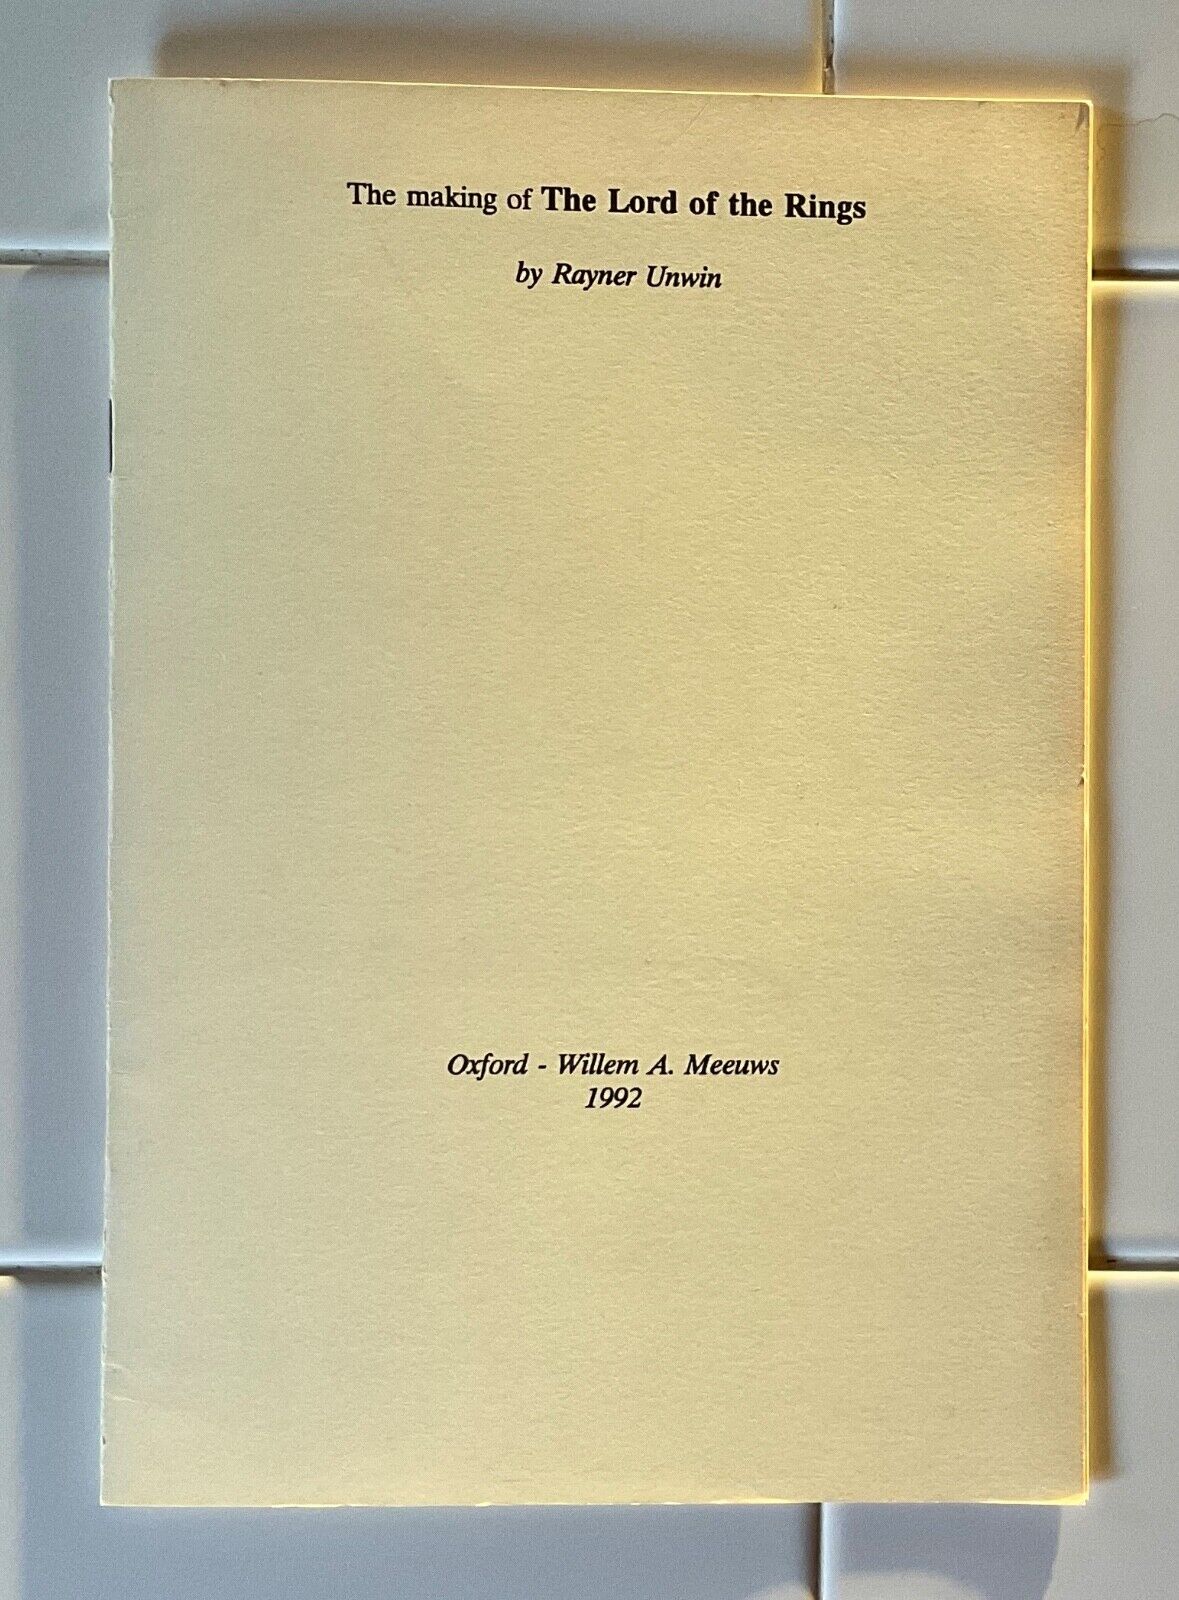 The making of The Lord of the Rings
by Rayner Unwin
Oxford - Willem A. Meeuws
1992